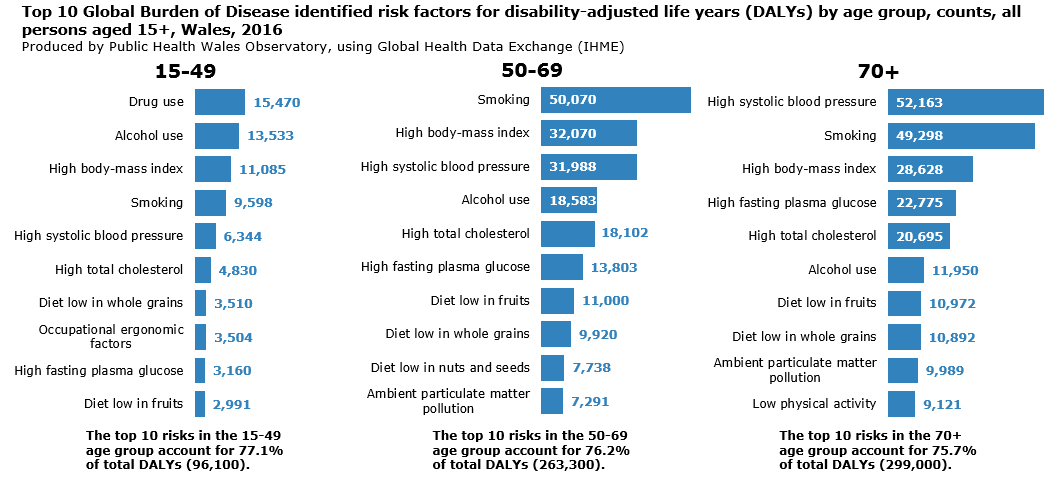 Top 10 Global Burden of Disease identified risk factors for disability-adjusted life years (DALYs) by age group, counts, all
persons aged 15+, Wales, 2016
Produced by Public Health Wales Observatory, using Global Health Data Exchange (IHME)
15-49
Drug use 15,470
Alcohol use 13,533
High body-mass index 11,085
Smoking 9,598
High systolic blood pressure 6,344
High total cholesterol 4,830
Diet low in whole grains 3,510
Occupational ergonomic
factors 3,504
High fasting plasma glucose 3,160
Diet low in fruits 2,991
The top 10 risks in the 15-49
age group account for 77.1%
of total DALYs (96,100).
50-69
Smoking 50,070
High body-mass index 32,070
High systolic blood pressure 31,988
Alcohol use 18,583
High total cholesterol 18,102
High fasting plasma glucose 13,803
Diet low in fruits 11,000
Diet low in whole grains 9,920
Diet low in nuts and seeds 7,738
Ambient particulate matter
pollution 7,291
The top 10 risks in the 50-69
age group account for 76.2%
of total DALYs (263,300).
70+
High systolic blood pressure 52,163
Smoking 49,298
High body-mass index 28,628
High fasting plasma glucose 22,775
High total cholesterol 20,695
Alcohol use 11,950
Diet low in fruits 10,972
Diet low in whole grains 10,892
Ambient particulate matter
pollution 9,989
Low physical activity 9,121
The top 10 risks in the 70+
age group account for 75.7%
of total DALYs (299,000).